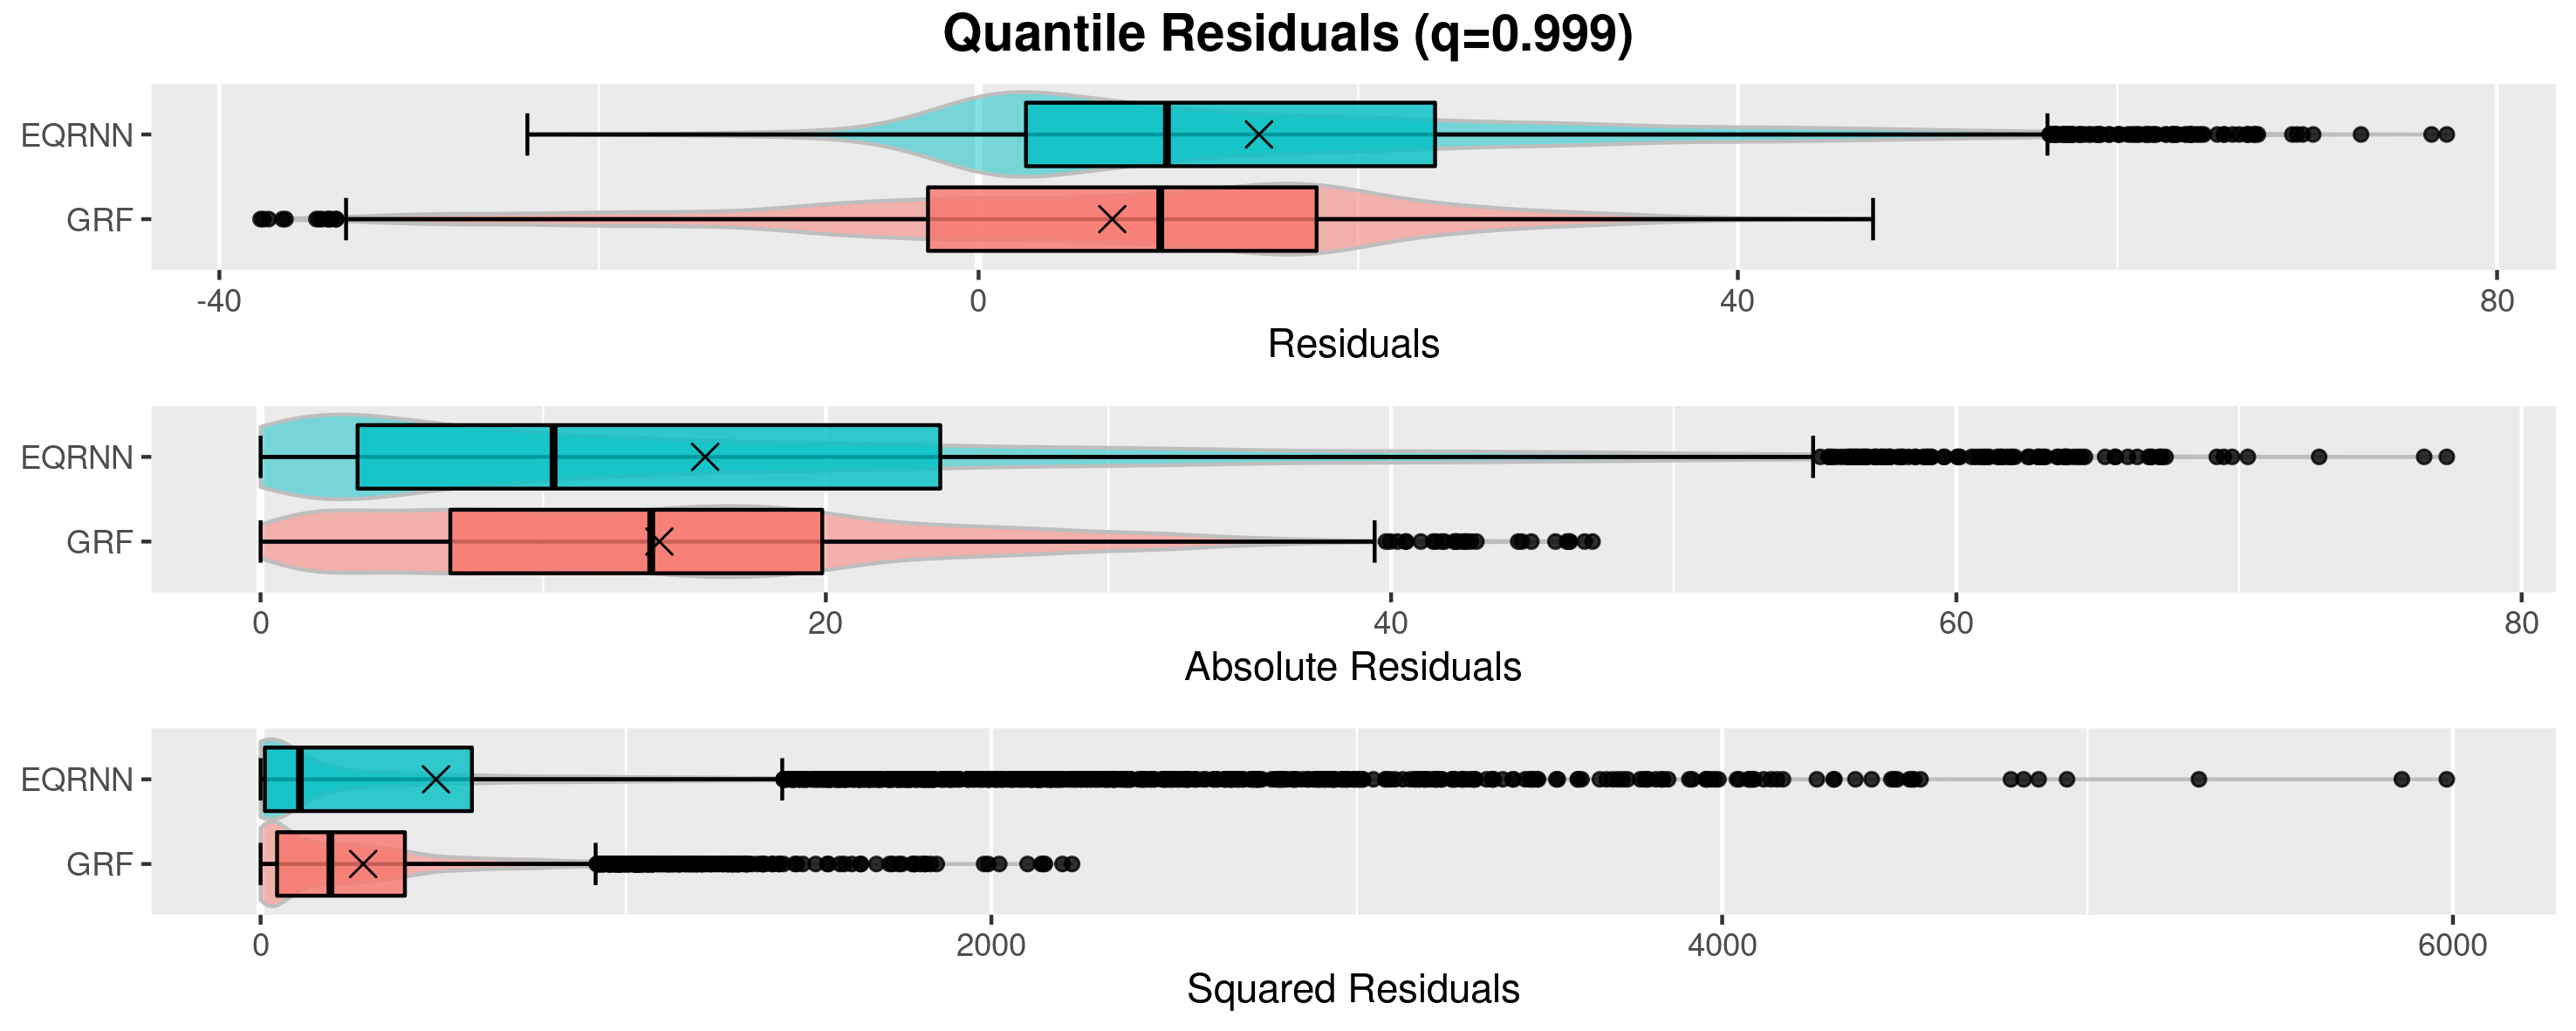 Quantile Residuals (q=0.999)
EQRNN
GRF
-40 0 40 80
Residuals
EQRNN
GRF
0 20 40 60 80
Absolute Residuals
EQRNN
GRF
0 2000 4000 6000
Squared Residuals